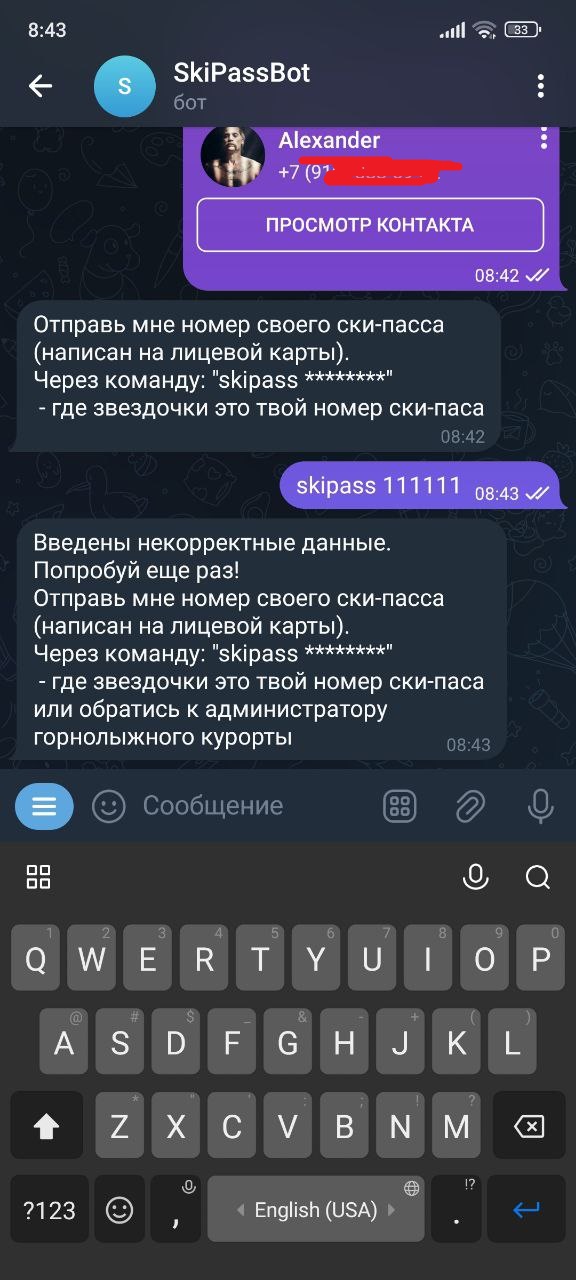 8:43
33
S
SkiPassBot
бот
Alexander
+7 (91
ПРОСМОТР КОНТАКТА
08:42
Отправь мне номер своего ски-пасса
(написан на лицевой карты).
Через команду: "skipass ********"
- где звездочки это твой номер ски-паса
08:42
skipass 111111
08:43
Введены некорректные данные.
Попробуй еще раз!
Отправь мне номер своего ски-пасса
(написан на лицевой карты).
Через команду: "skipass ********"
- где звездочки это твой номер ски-паса
или обратись к администратору
горнолыжного курорты
08:43
Сообщение
1 2 3 4 5 6 7 8 9 0
Q W E R T Y U I O P
@ # $ _ & - + ( )
A S D F G H J K L
* " ' : ; ! ?
Z X C V B N M
!?
?123 , English (USA) .